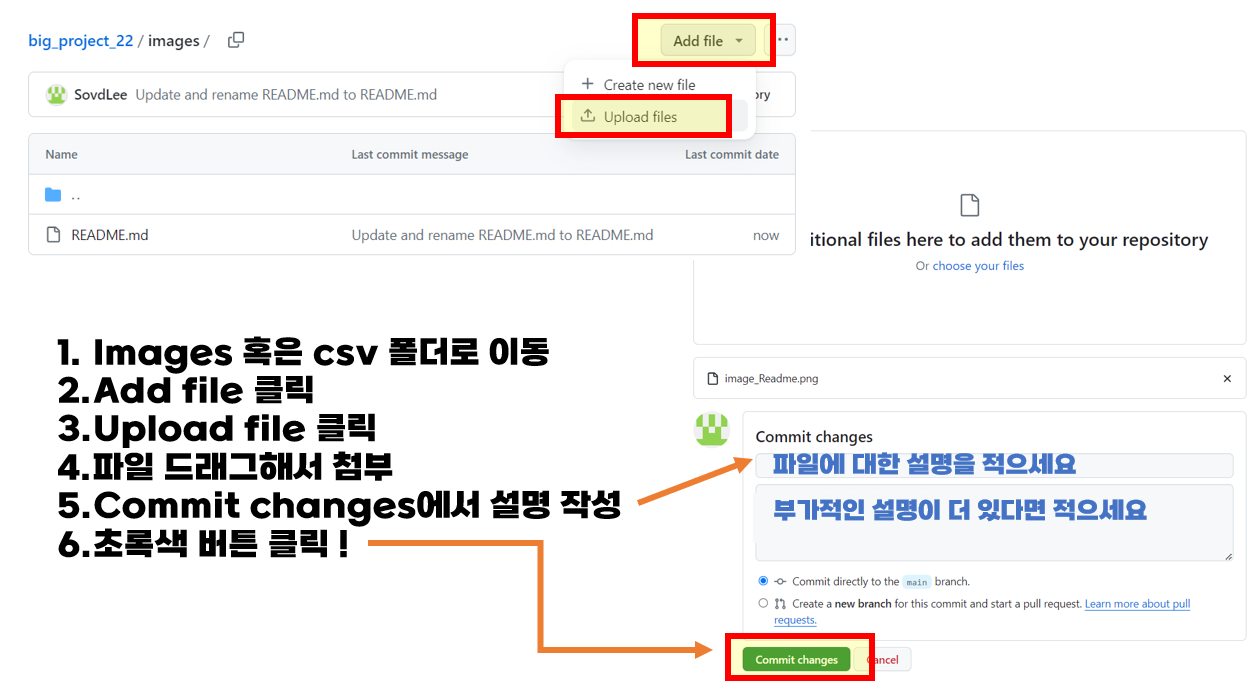 big_project_22 / images /
Add file
SovdLee Update and rename README.md to README.md
Create new file
Upload files
Name Last commit message Last commit date
..
README.md Update and rename README.md to README.md now
files here to add them to your repository
Or choose your files
image_Readme.png
1. Images 혹은 csv 폴더로 이동
2.Add file 클릭
3.Upload file 클릭
4.파일 드래그해서 첨부
5.Commit changes에서 설명 작성
6.초록색 버튼 클릭 !
Commit changes
파일에 대한 설명을 적으세요
부가적인 설명이 더 있다면 적으세요
Commit directly to the main branch.
Create a new branch for this commit and start a pull request. Learn more about pull
requests.
Commit changes